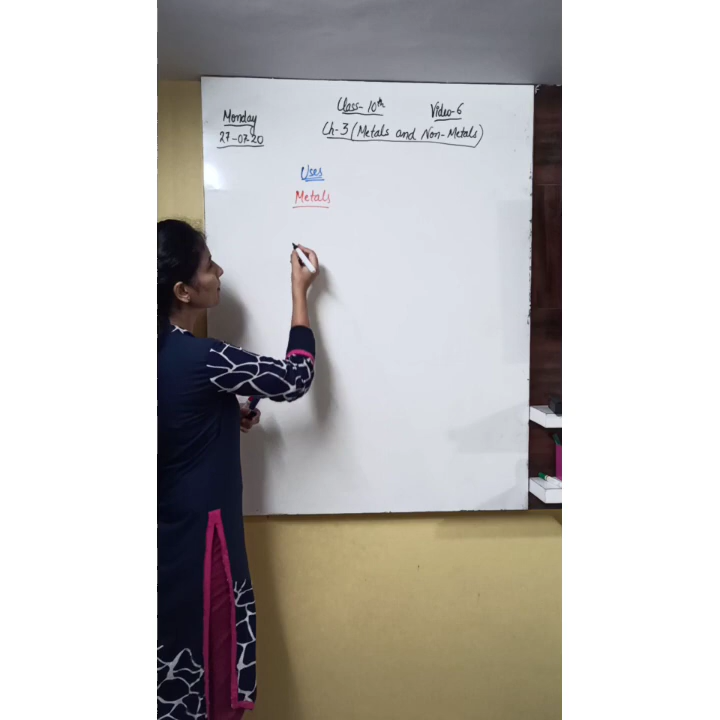 Class-10th
Monday
Video-6
27-07-20
Ch-3 (Metals and Non-Metals)
Uses
Metals